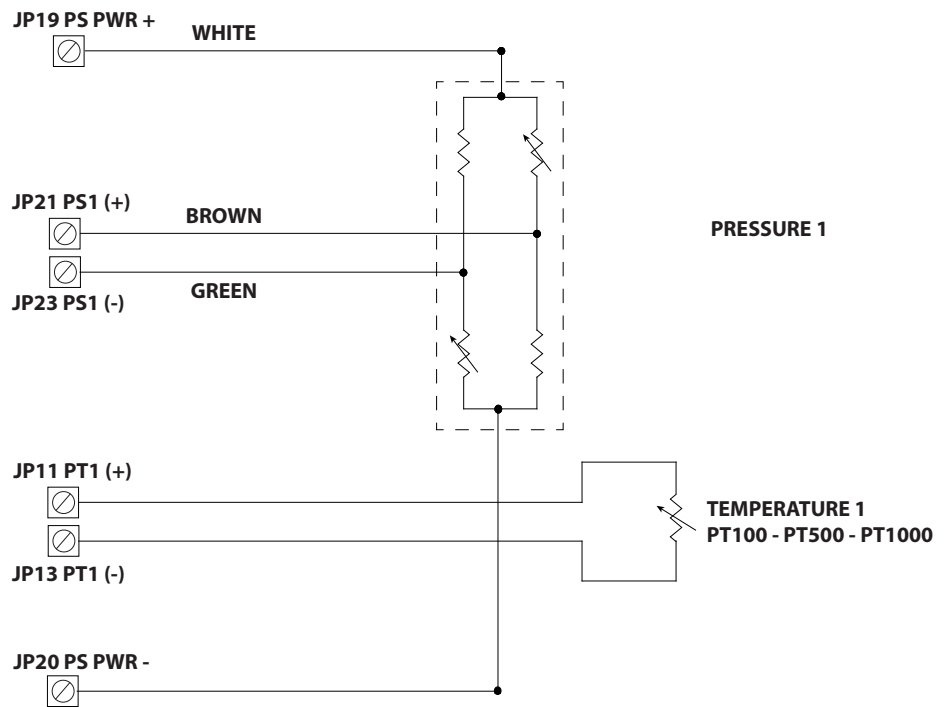 JP19 PS PWR +
WHITE
JP21 PS1 (+)
BROWN
PRESSURE 1
GREEN
JP23 PS1 (-)
JP11 PT1 (+)
TEMPERATURE 1
PT100 - PT500 - PT1000
JP13 PT1 (-)
JP20 PS PWR -